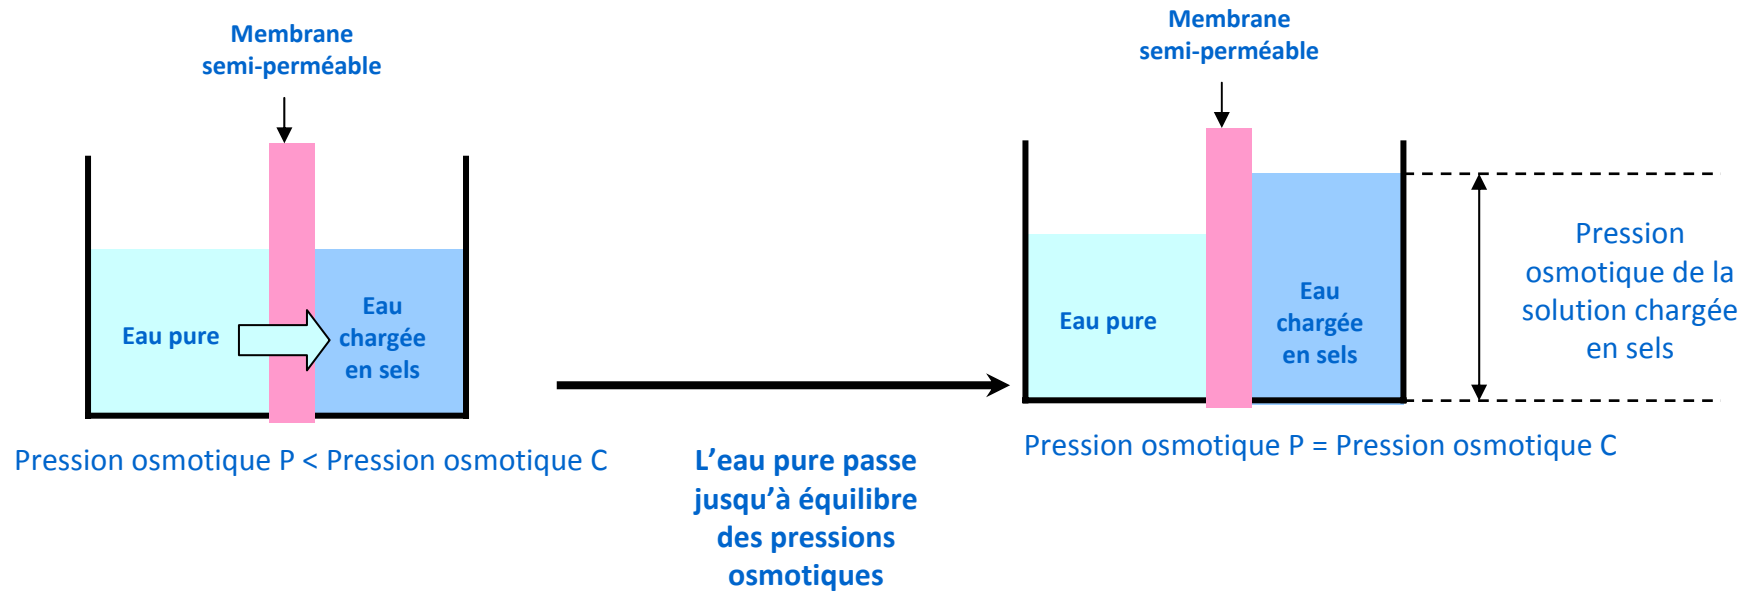 Membrane
semi-perméable
Eau pure
Eau
chargée
en sels
Pression osmotique P < Pression osmotique C
L’eau pure passe
jusqu’à équilibre
des pressions
osmotiques
Membrane
semi-perméable
Eau pure
Eau
chargée
en sels
Pression osmotique P = Pression osmotique C
Pression
osmotique de la
solution chargée
en sels